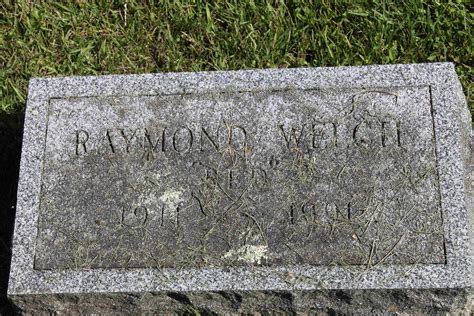 RAYMOND WELCH
"RED"
1911 1991